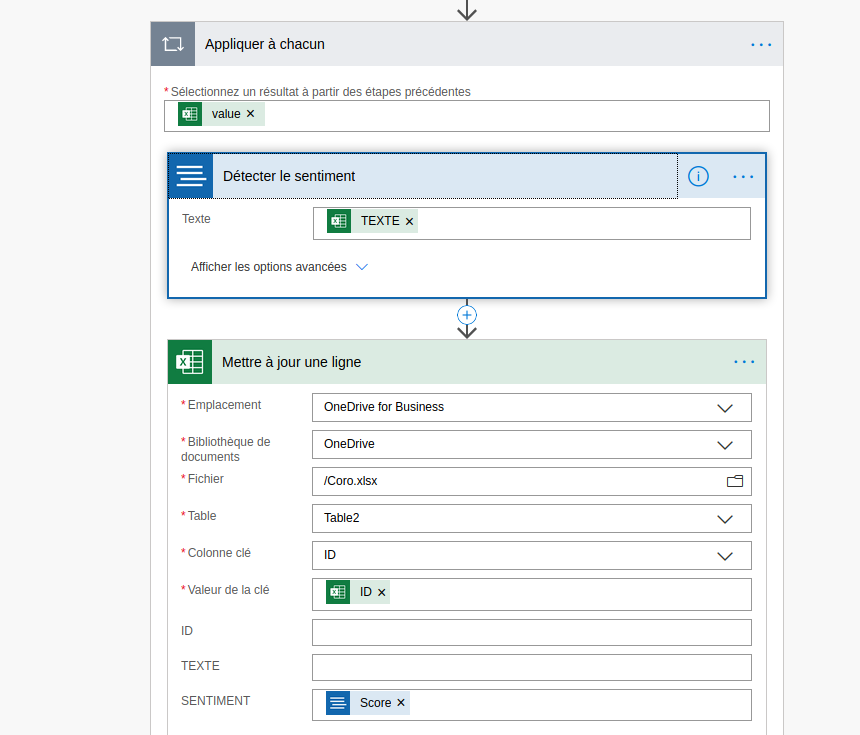 Appliquer à chacun
* Sélectionnez un résultat à partir des étapes précédentes
value ×
Détecter le sentiment
Texte
TEXTE ×
Afficher les options avancées
Mettre à jour une ligne
* Emplacement
OneDrive for Business
* Bibliothèque de
documents
OneDrive
* Fichier
/Coro.xlsx
* Table
Table2
* Colonne clé
ID
* Valeur de la clé
ID ×
ID
TEXTE
SENTIMENT
Score ×